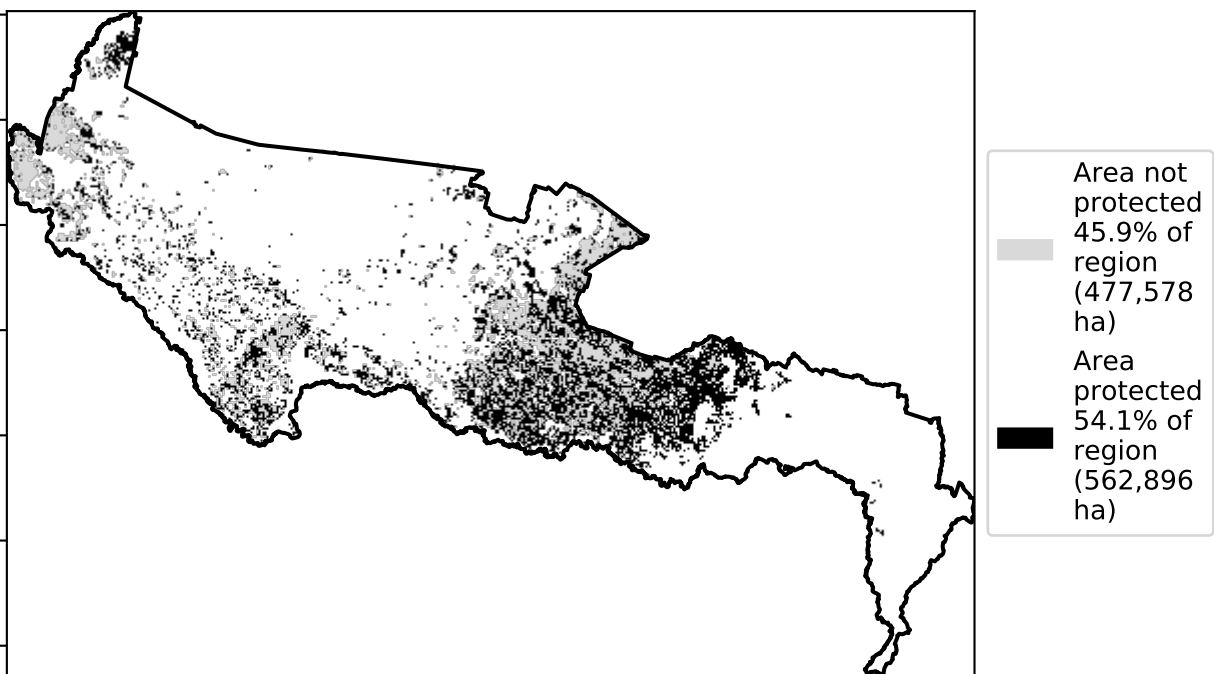 Area not
protected
45.9% of
region
(477,578
ha)
Area
protected
54.1% of
region
(562,896
ha)